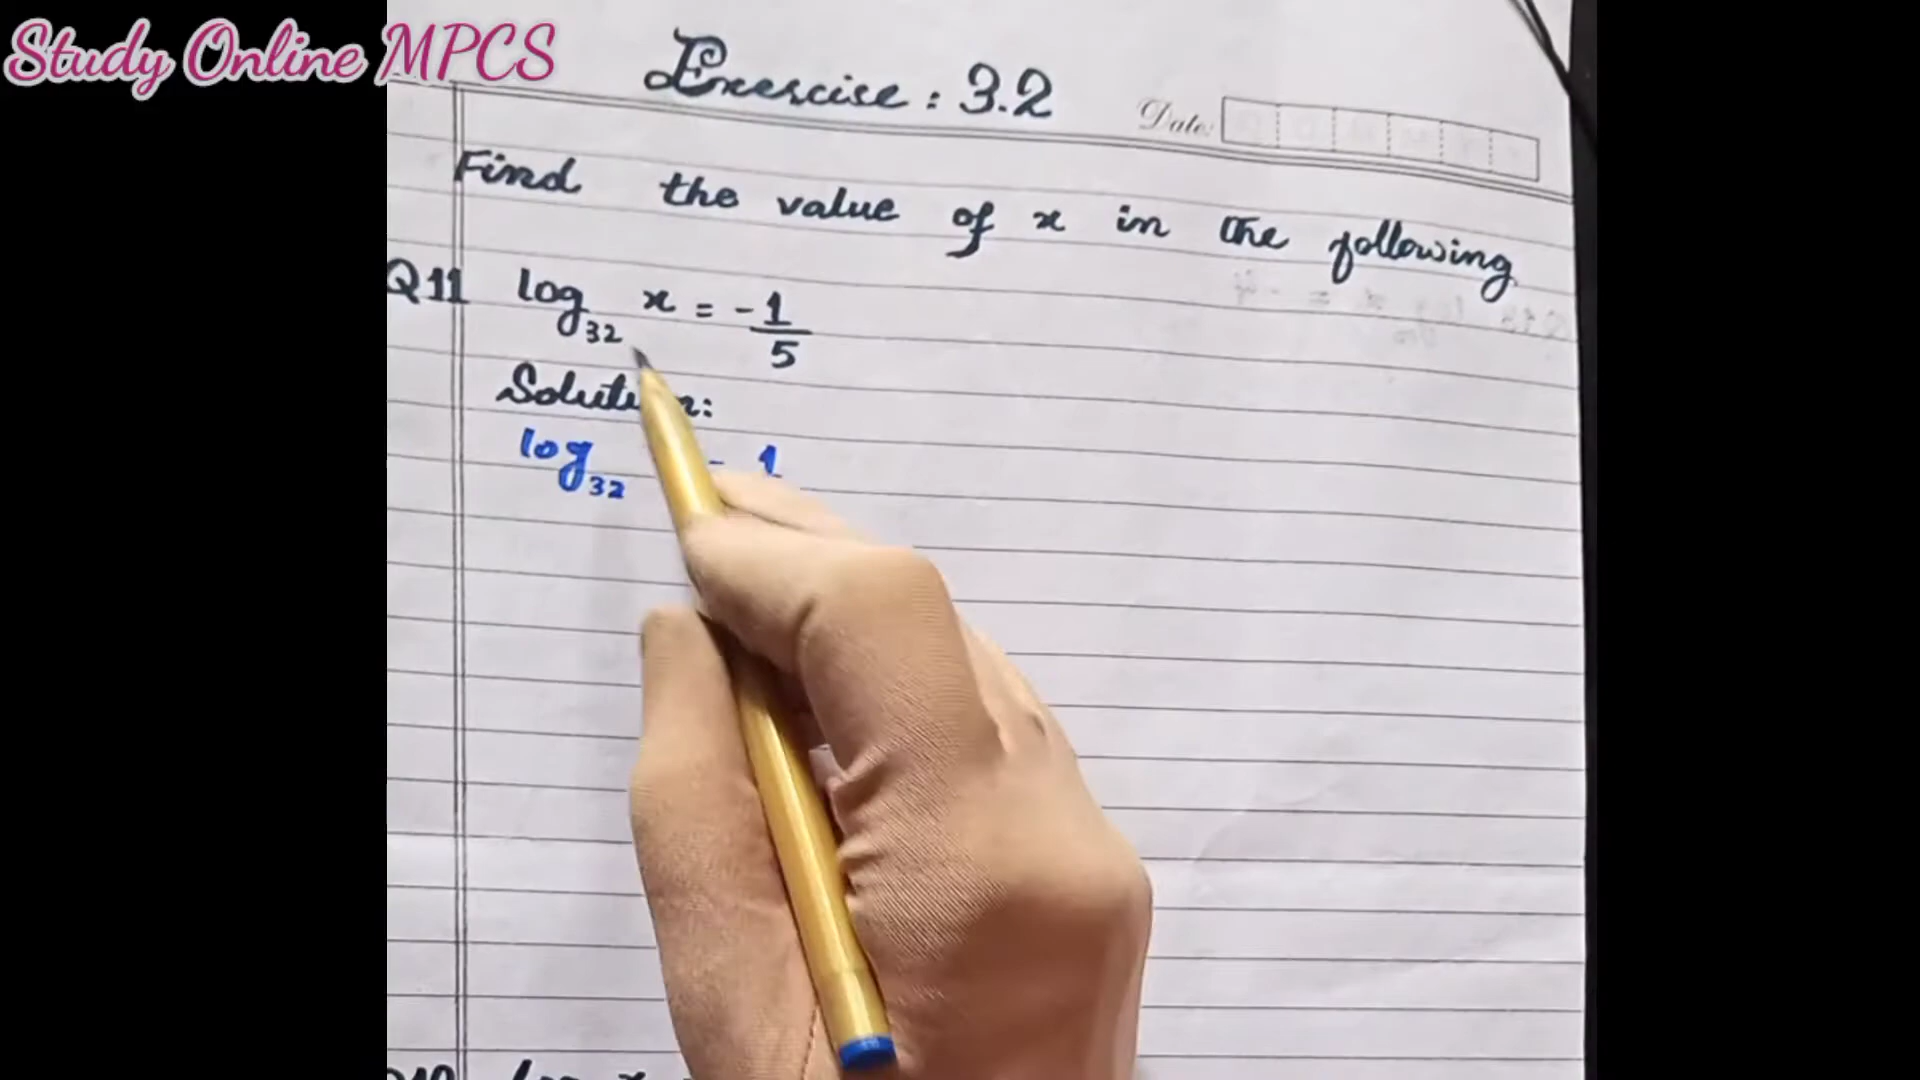 Study Online MPCS
Exercise: 3.2
Date:
Find the value of x in the following
Q11 log₃₂ x = -1/5
Solution:
log₃₂ - 1